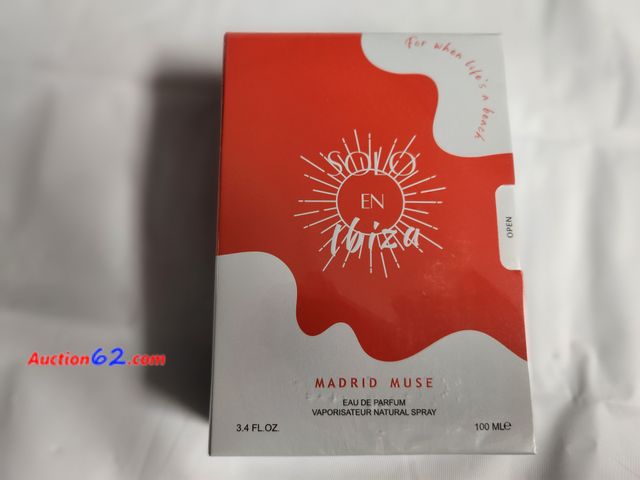 For when life's a beach
SOLO
EN
Ibiza
OPEN
Auction62.com
MADRID MUSE
EAU DE PARFUM
VAPORISATEUR NATURAL SPRAY
3.4 FL.OZ. 100 ML℮